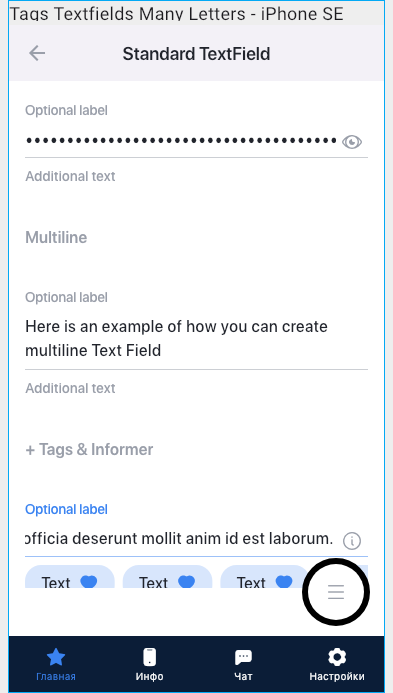 Tags Textfields Many Letters - iPhone SE
Standard TextField
Optional label
Additional text
Multiline
Optional label
Here is an example of how you can create
multiline Text Field
Additional text
+ Tags & Informer
Optional label
officia deserunt mollit anim id est laborum.
Text Text Text
Главная Инфо Чат Настройки